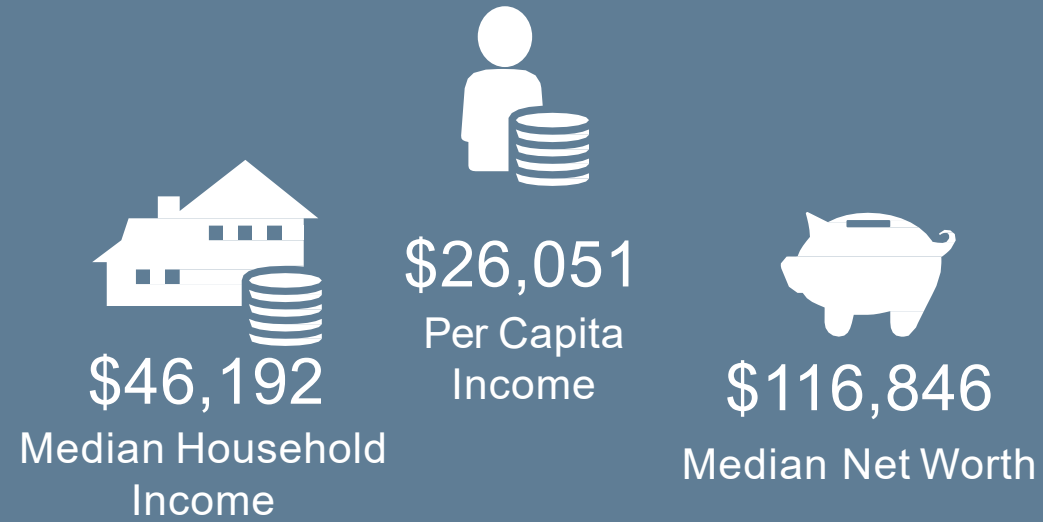 $46,192
Median Household
Income
$26,051
Per Capita
Income
$116,846
Median Net Worth